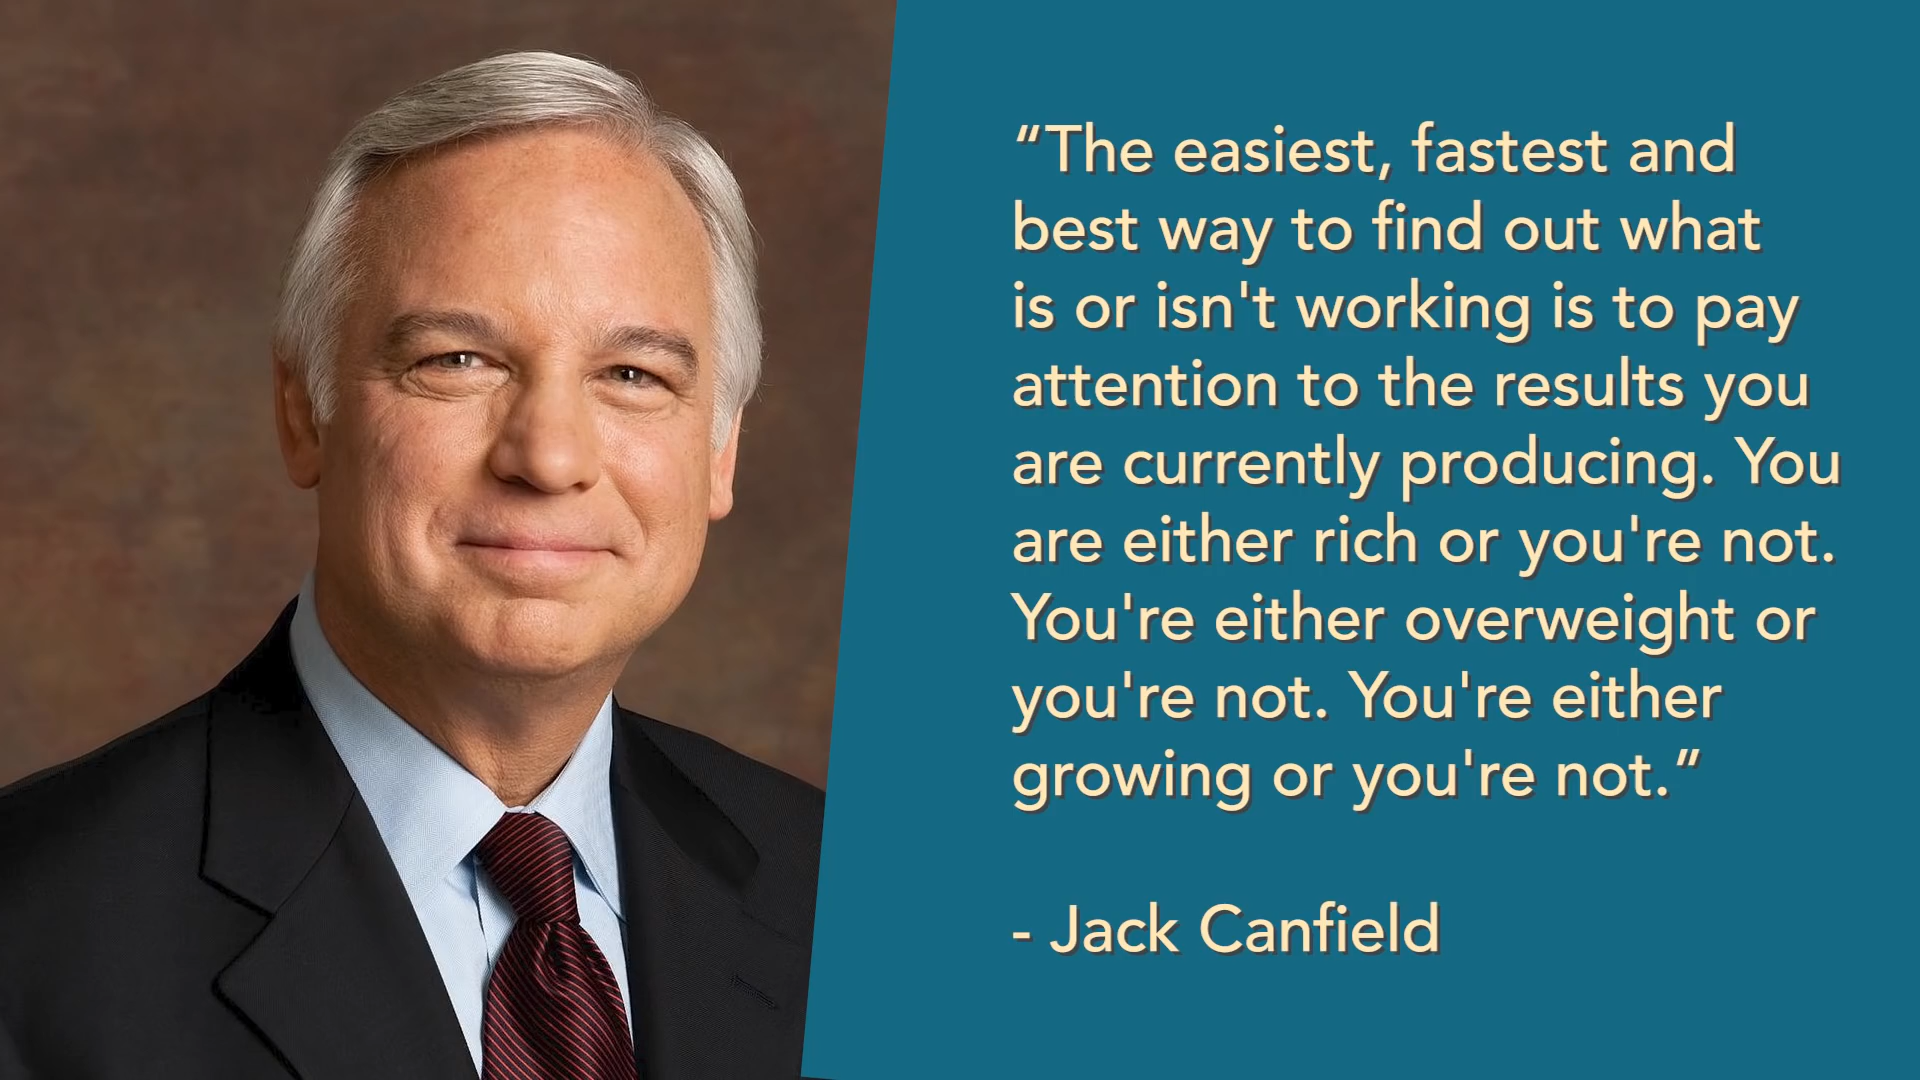 “The easiest, fastest and
best way to find out what
is or isn't working is to pay
attention to the results you
are currently producing. You
are either rich or you're not.
You're either overweight or
you're not. You're either
growing or you're not.”
- Jack Canfield